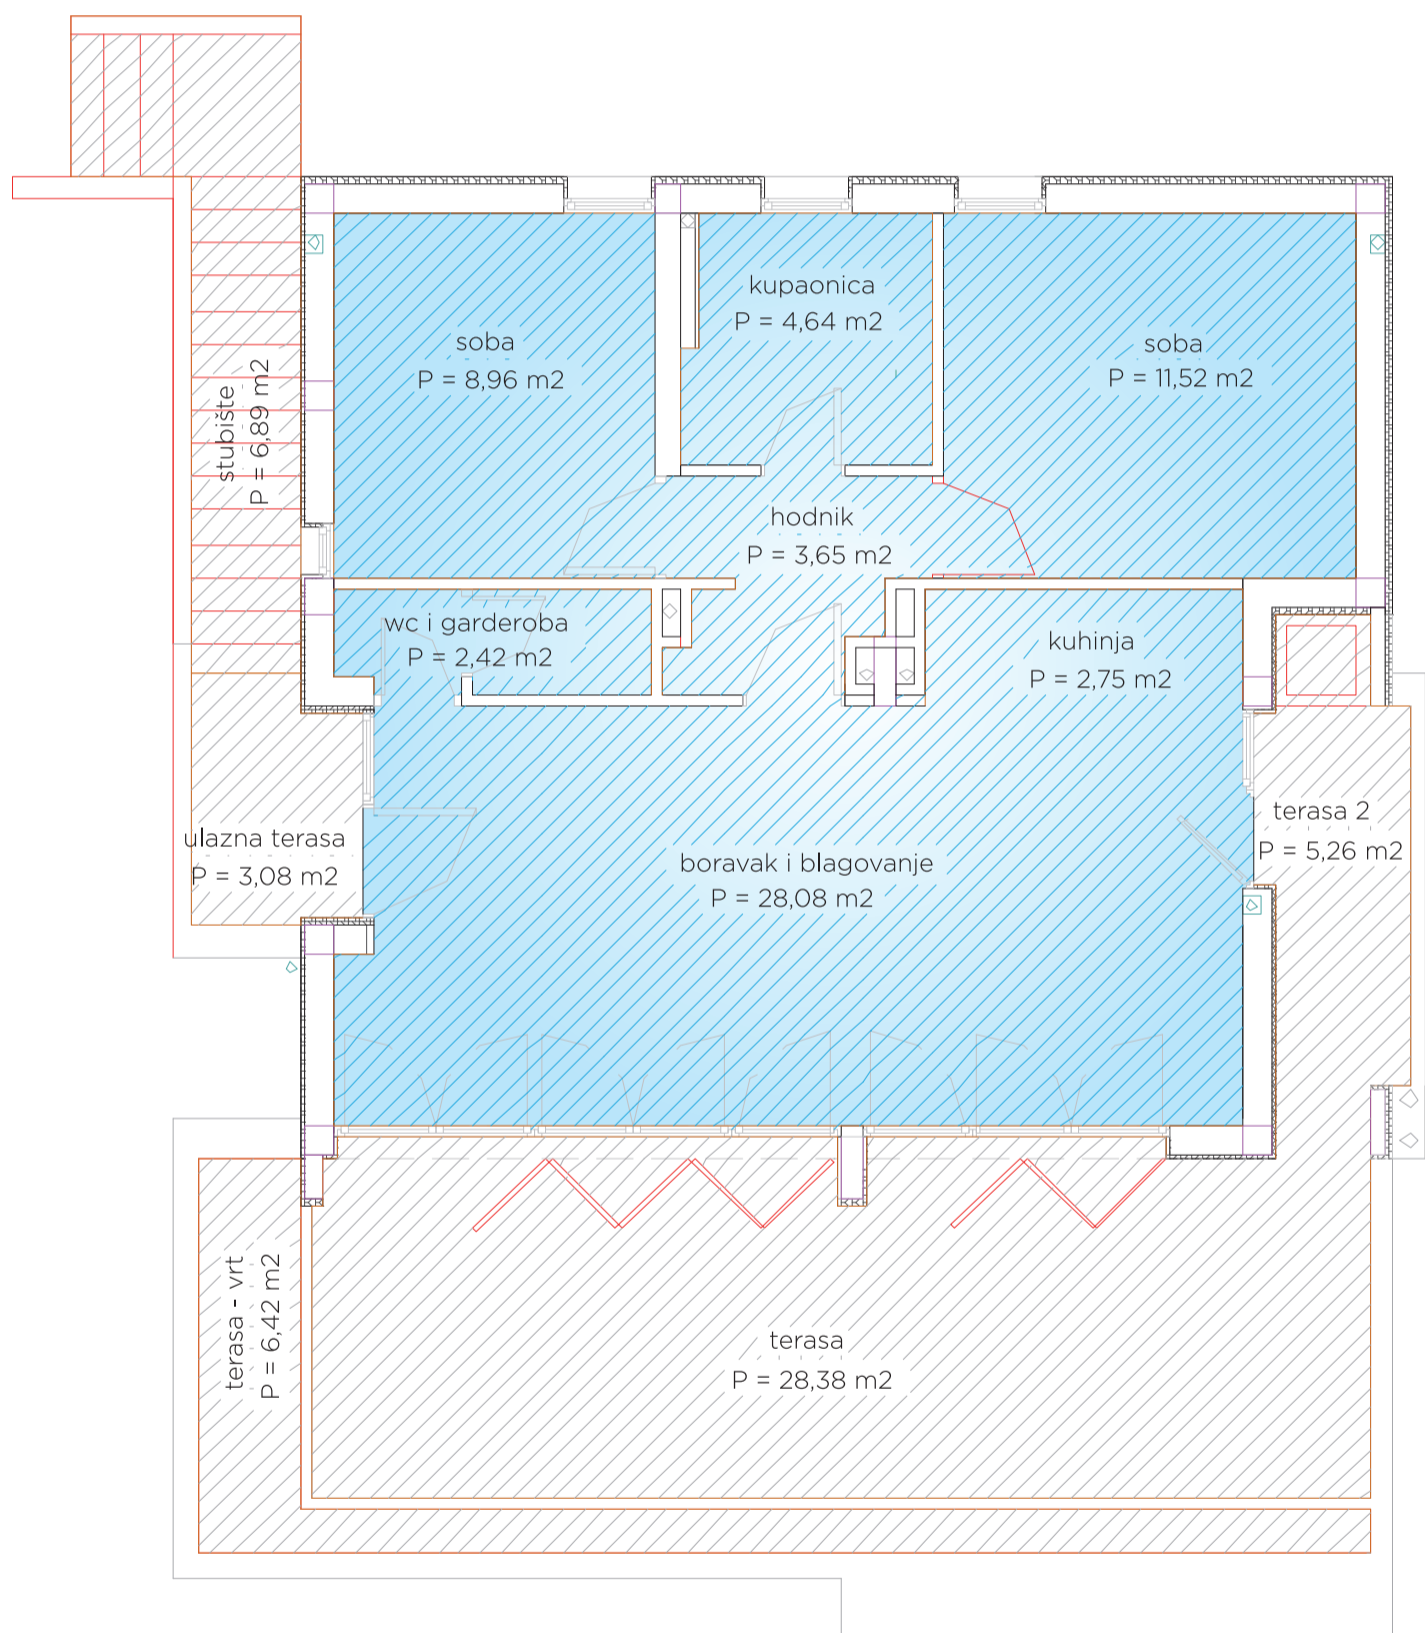 kupaonica
P = 4,64 m2
soba
P = 8,96 m2
soba
P = 11,52 m2
stubište
P = 6,89 m2
hodnik
P = 3,65 m2
wc i garderoba
P = 2,42 m2
kuhinja
P = 2,75 m2
ulazna terasa
P = 3,08 m2
boravak i blagovanje
P = 28,08 m2
terasa 2
P = 5,26 m2
terasa - vrt
P = 6,42 m2
terasa
P = 28,38 m2